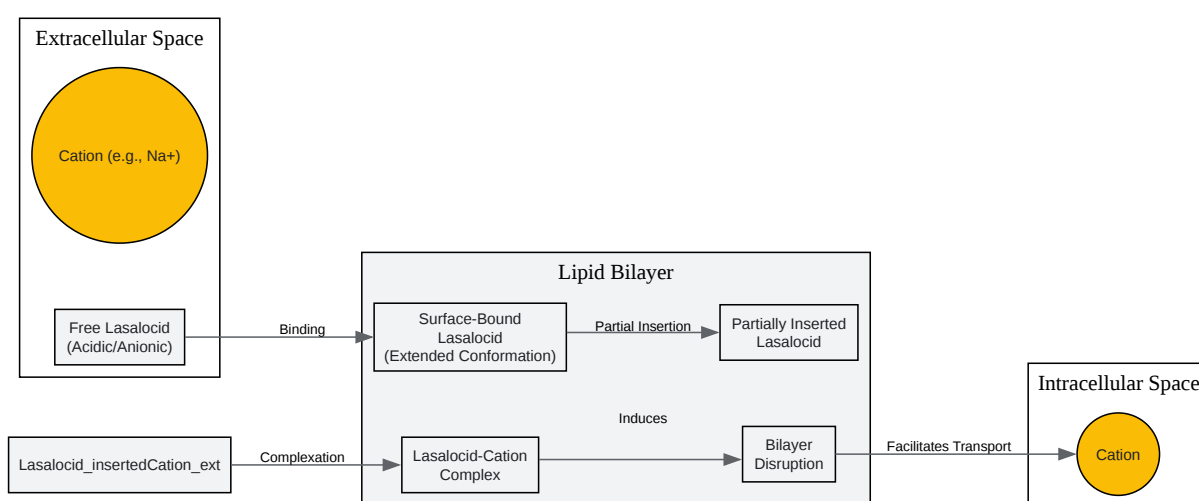 Extracellular Space
Cation (e.g., Na+)
Lipid Bilayer
Free Lasalocid
(Acidic/Anionic)
Binding
Surface-Bound
Lasalocid
(Extended Conformation)
Partial Insertion
Partially Inserted
Lasalocid
Intracellular Space
Lasalocid_insertedCation_ext
Complexation
Lasalocid-Cation
Complex
Induces
Bilayer
Disruption
Facilitates Transport
Cation